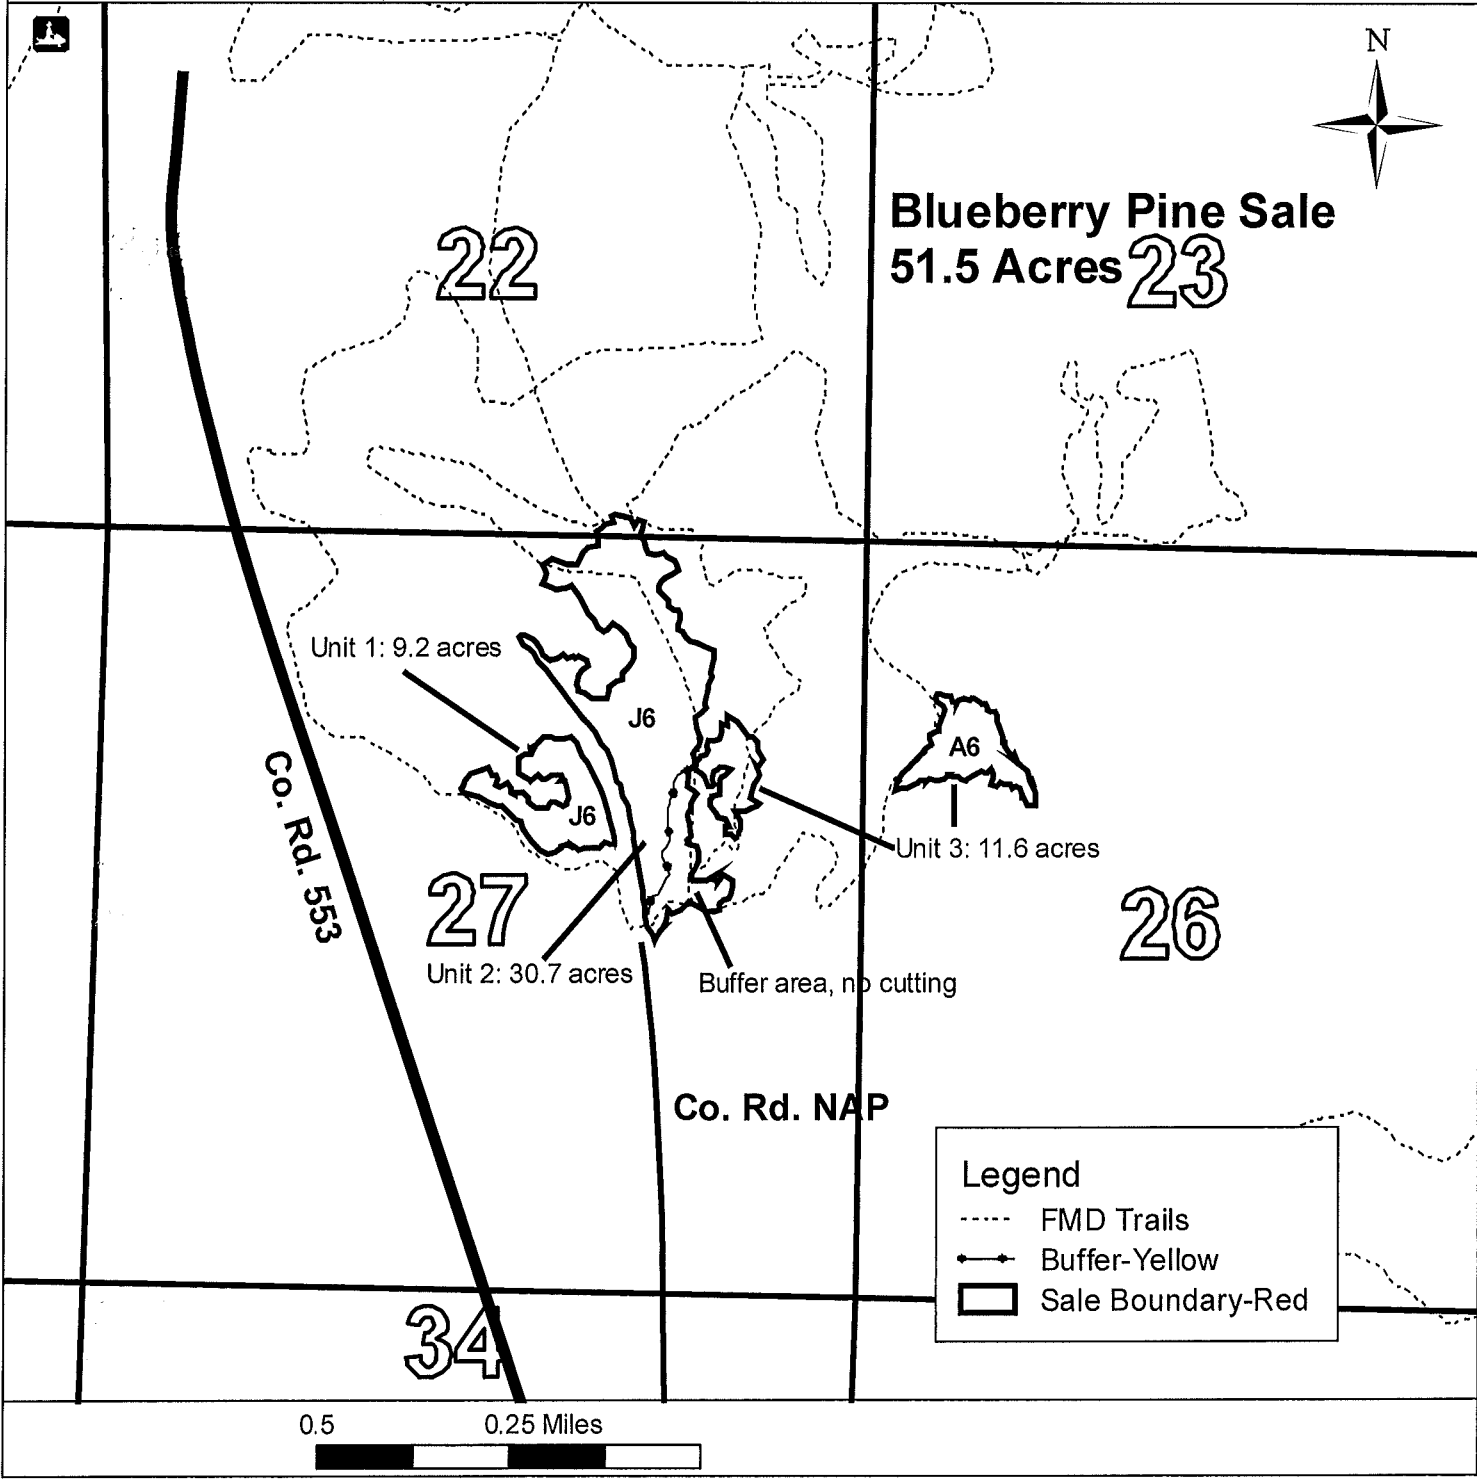 N
Blueberry Pine Sale
51.5 Acres
22
23
Unit 1: 9.2 acres
J6
A6
J6
Co. Rd. 553
Unit 3: 11.6 acres
27
26
Unit 2: 30.7 acres
Buffer area, no cutting
Co. Rd. NAP
Legend
FMD Trails
Buffer-Yellow
Sale Boundary-Red
34
0.5
0.25 Miles